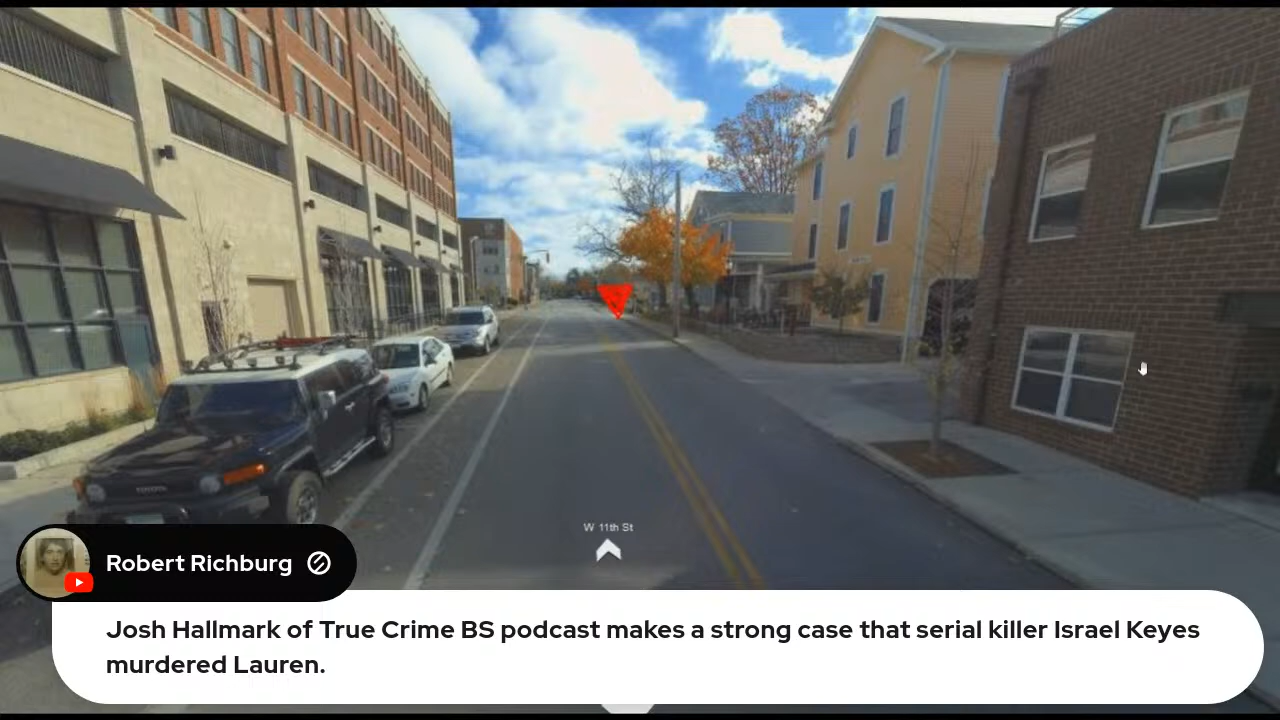 TOYOTA
W 11th St
Robert Richburg
Josh Hallmark of True Crime BS podcast makes a strong case that serial killer Israel Keyes
murdered Lauren.